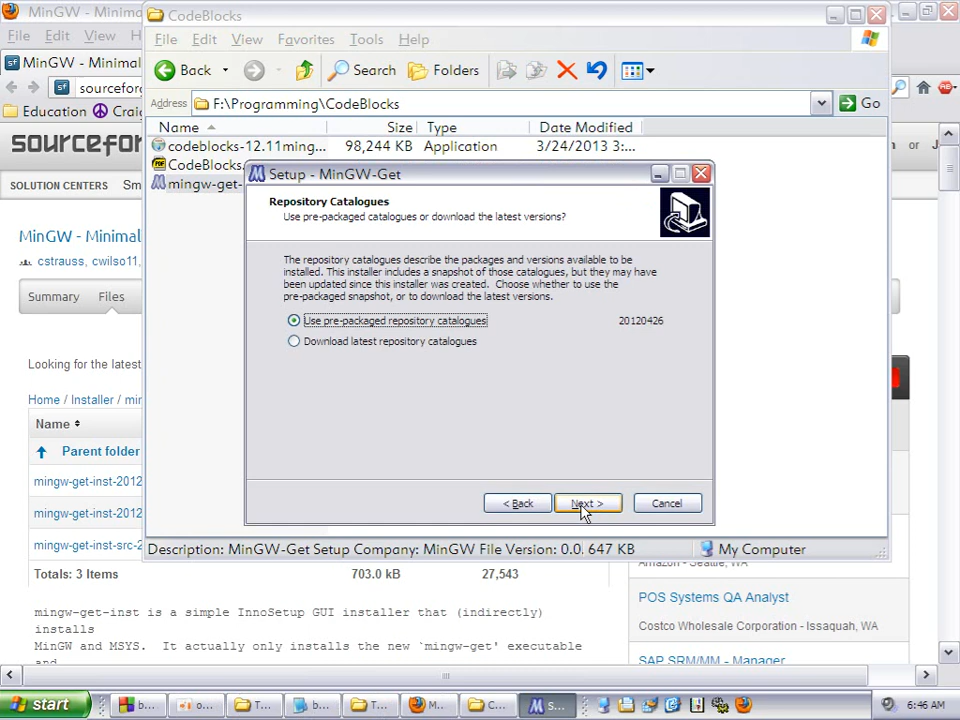 MinGW - Minimal
CodeBlocks
File Edit View H
File Edit View Favorites Tools Help
MinGW - Minimal
Back
Search
Folders
sourcefor
Address
F:\Programming\CodeBlocks
Go
Education
Craig
Name
Size
Type
Date Modified
sourcefor
codeblocks-12.11ming...
98,244 KB
Application
3/24/2013 3:...
CodeBlocks.
mingw-get-
SOLUTION CENTERS Sm
Setup - MinGW-Get
Repository Catalogues
Use pre-packaged catalogues or download the latest versions?
MinGW - Minimal
cstrauss, cwilso11,
Summary
Files
The repository catalogues describe the packages and versions available to be
installed. This installer includes a snapshot of those catalogues, but they may have
been updated since this installer was created. Choose whether to use the
pre-packaged snapshot, or to download the latest versions.
Use pre-packaged repository catalogues
20120426
Download latest repository catalogues
Looking for the latest
Home / Installer / min
Name
Parent folder
mingw-get-inst-2012
mingw-get-inst-2012
mingw-get-inst-src-2
< Back
Next >
Cancel
Description: MinGW-Get Setup Company: MinGW File Version: 0.0. 647 KB
My Computer
Totals: 3 Items
703.0 kB
27,543
Amazon - Seattle, WA
mingw-get-inst is a simple InnoSetup GUI installer that (indirectly)
installs
MinGW and MSYS. It actually only installs the new `mingw-get' executable
and
POS Systems QA Analyst
Costco Wholesale Corporation - Issaquah, WA
SAP SRM/MM - Manager
start
b...
o...
T...
b...
T...
M...
C...
S...
6:46 AM